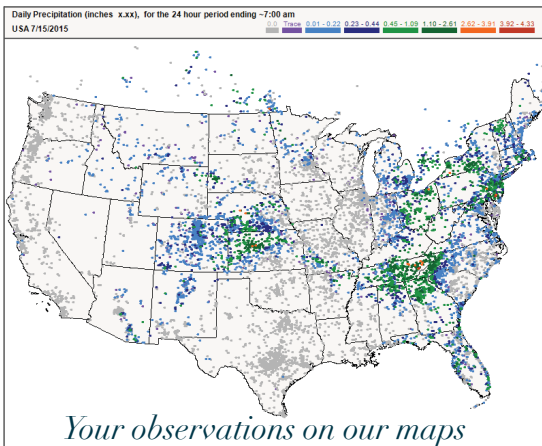 Daily Precipitation (inches x.xx), for the 24 hour period ending ~7:00 am
USA 7/15/2015
0.0 Trace 0.01 - 0.22 0.23 - 0.44 0.45 - 1.09 1.10 - 2.61 2.62 - 3.91 3.92 - 4.33
Your observations on our maps